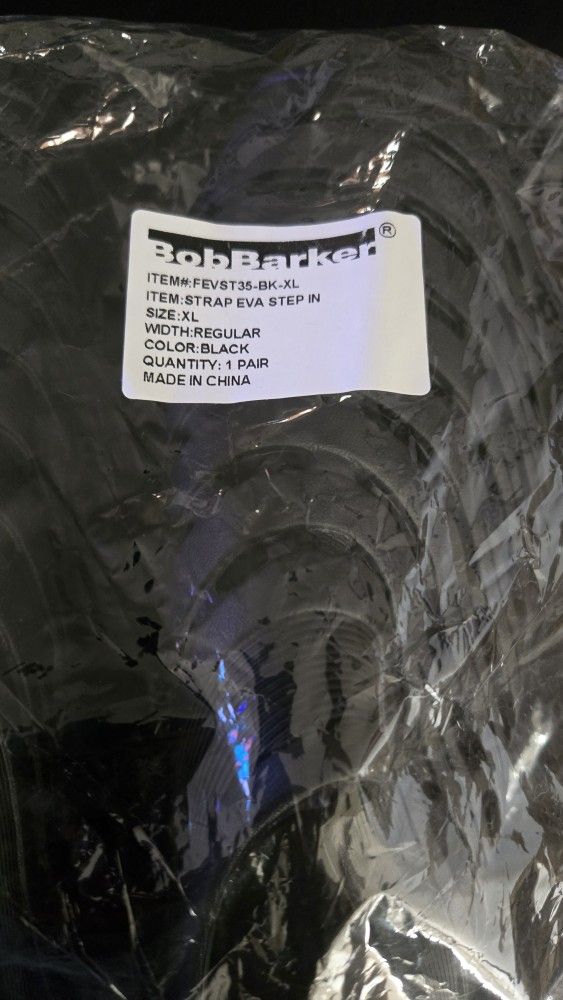 BobBarker®
ITEM#:FEVST35-BK-XL
ITEM:STRAP EVA STEP IN
SIZE:XL
WIDTH:REGULAR
COLOR:BLACK
QUANTITY: 1 PAIR
MADE IN CHINA